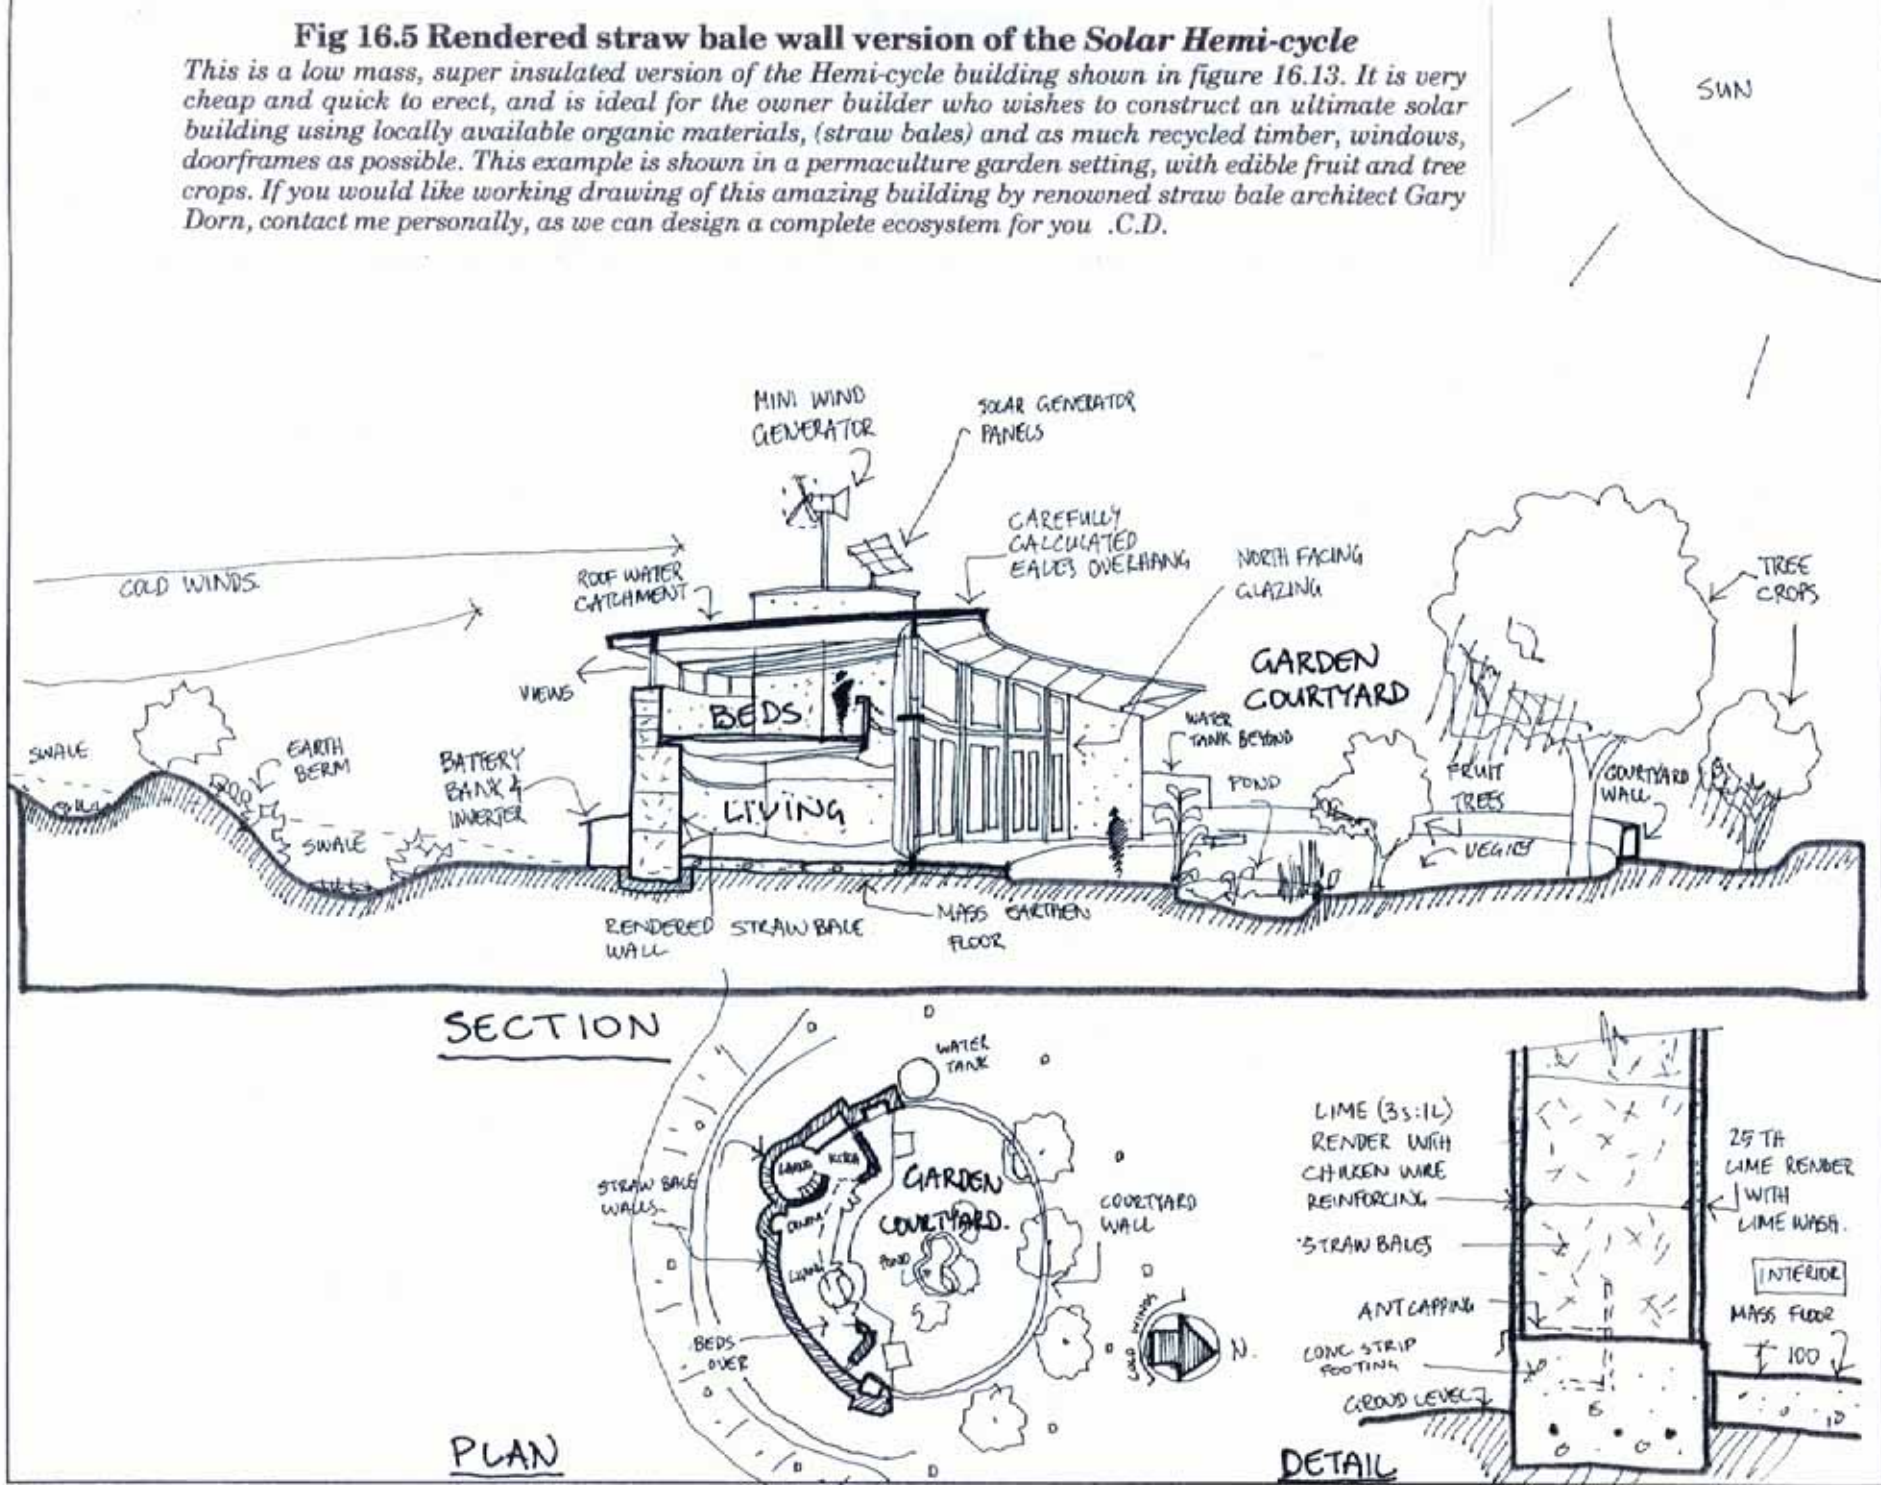 Fig 16.5 Rendered straw bale wall version of the Solar Hemi-cycle
This is a low mass, super insulated version of the Hemi-cycle building shown in figure 16.13. It is very
cheap and quick to erect, and is ideal for the owner builder who wishes to construct an ultimate solar
building using locally available organic materials, (straw bales) and as much recycled timber, windows,
doorframes as possible. This example is shown in a permaculture garden setting, with edible fruit and tree
crops. If you would like working drawing of this amazing building by renowned straw bale architect Gary
Dorn, contact me personally, as we can design a complete ecosystem for you .C.D.
SUN
MINI WIND
GENERATOR
SOLAR GENERATOR
PANELS
CAREFULLY
CALCULATED
EAVES OVERHANG
NORTH FACING
GLAZING
TREE
CROPS
COLD WINDS.
ROOF WATER
CATCHMENT
VIEWS
GARDEN
COURTYARD
BEDS
WATER
TANK BEYOND
SWALE
EARTH
BERM
BATTERY
BANK &
INVERTER
LIVING
POND
FRUIT
TREES
COURTYARD
WALL
SWALE
VEGIES
RENDERED STRAW BALE
WALL
MASS EARTHEN
FLOOR
SECTION
WATER
TANK
STRAW BALE
WALLS
GARDEN
COURTYARD.
COURTYARD
WALL
POND
LIVING
BEDS
OVER
COLD WINDS
N.
PLAN
LIME (3s:1L)
RENDER WITH
CHICKEN WIRE
REINFORCING
STRAW BALES
ANT CAPPING
CONC STRIP
FOOTING
GROUD LEVEL
25 TH
LIME RENDER
WITH
LIME WASH.
INTERIOR
MASS FLOOR
100
DETAIL